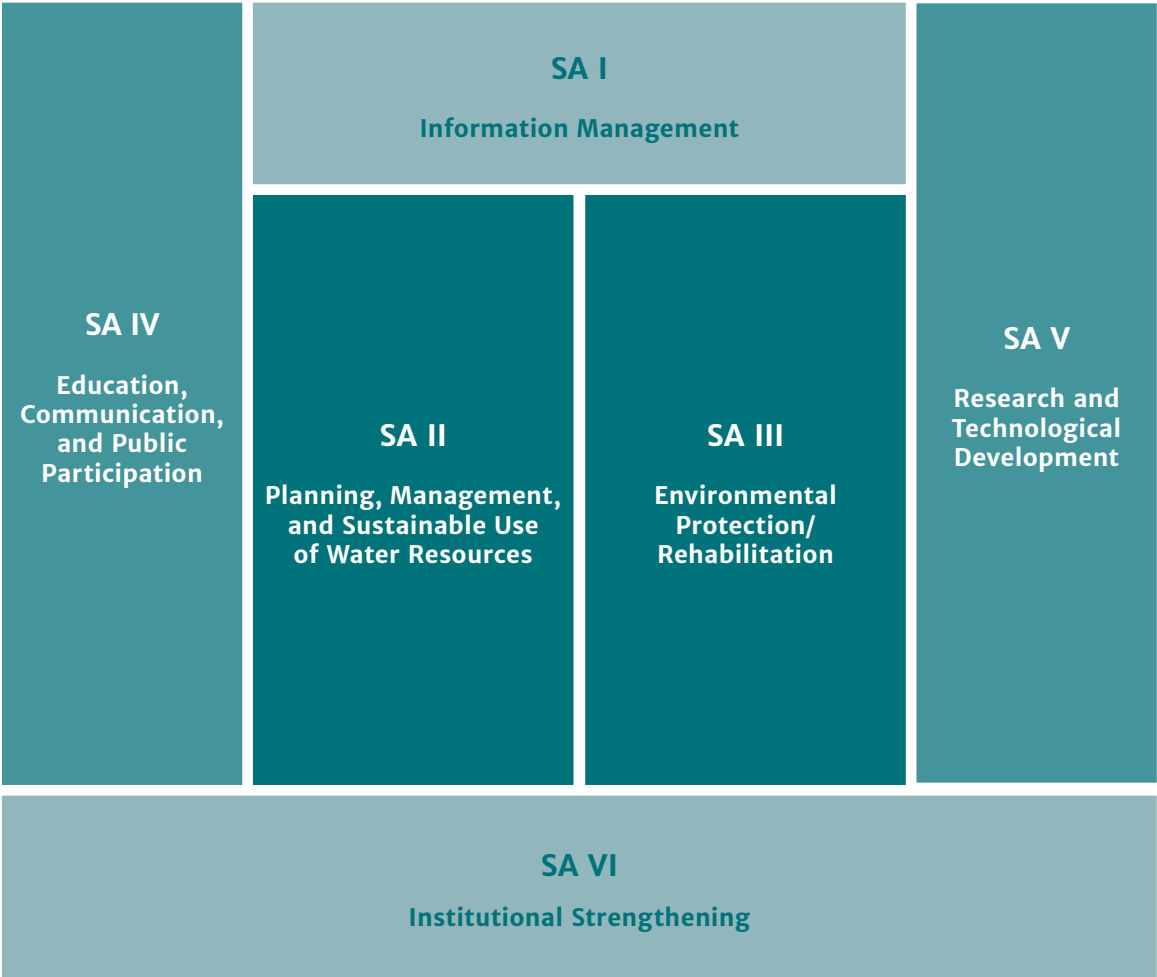 SA I
Information Management
SA IV
Education,
Communication,
and Public
Participation
SA II
Planning, Management,
and Sustainable Use
of Water Resources
SA III
Environmental
Protection/
Rehabilitation
SA V
Research and
Technological
Development
SA VI
Institutional Strengthening